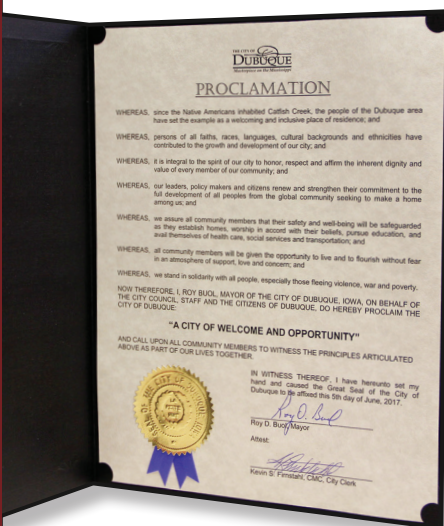 THE CITY OF
DUBUQUE
Masterpiece on the Mississippi
PROCLAMATION
WHEREAS, since the Native Americans inhabited Catfish Creek, the people of the Dubuque area
have set the example as a welcoming and inclusive place of residence; and
WHEREAS, persons of all faiths, races, languages, cultural backgrounds and ethnicities have
contributed to the growth and development of our city; and
WHEREAS, it is integral to the spirit of our city to honor, respect and affirm the inherent dignity and
value of every member of our community; and
WHEREAS, our leaders, policy makers and citizens renew and strengthen their commitment to the
full development of all peoples from the global community seeking to make a home
among us; and
WHEREAS, we assure all community members that their safety and well-being will be safeguarded
as they establish homes, worship in accord with their beliefs, pursue education, and
avail themselves of health care, social services and transportation; and
WHEREAS, all community members will be given the opportunity to live and to flourish without fear
in an atmosphere of support, love and concern; and
WHEREAS, we stand in solidarity with all people, especially those fleeing violence, war and poverty.
NOW THEREFORE, I, ROY BUOL, MAYOR OF THE CITY OF DUBUQUE, IOWA, ON BEHALF OF
THE CITY COUNCIL, STAFF AND THE CITIZENS OF DUBUQUE, DO HEREBY PROCLAIM THE
CITY OF DUBUQUE:
"A CITY OF WELCOME AND OPPORTUNITY"
AND CALL UPON ALL COMMUNITY MEMBERS TO WITNESS THE PRINCIPLES ARTICULATED
ABOVE AS PART OF OUR LIVES TOGETHER.
IN WITNESS THEREOF, I have hereunto set my
hand and caused the Great Seal of the City of
Dubuque to be affixed this 5th day of June, 2017.
Roy D. Buol
Roy D. Buol, Mayor
Attest:
Kevin S. Firnstahl, CMC, City Clerk